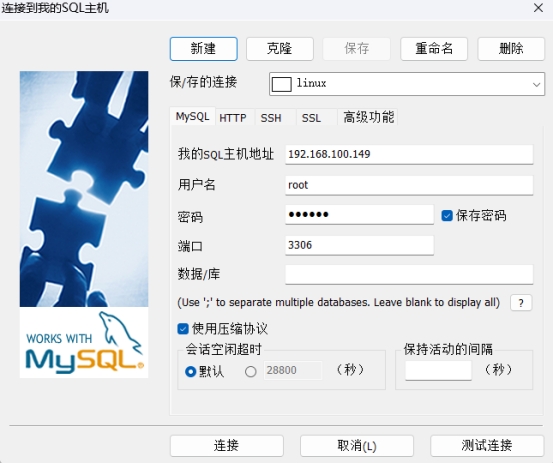 连接到我的SQL主机
新建 克隆 保存 重命名 删除
保/存的连接 linux
MySQL HTTP SSH SSL 高级功能
我的SQL主机地址 192.168.100.149
用户名 root
密码 ●●●●●● 保存密码
端口 3306
数据/库
(Use ';' to separate multiple databases. Leave blank to display all) ?
使用压缩协议
会话空闲超时 保持活动的间隔
默认 28800 （秒） （秒）
WORKS WITH
MySQL®
连接 取消(L) 测试连接